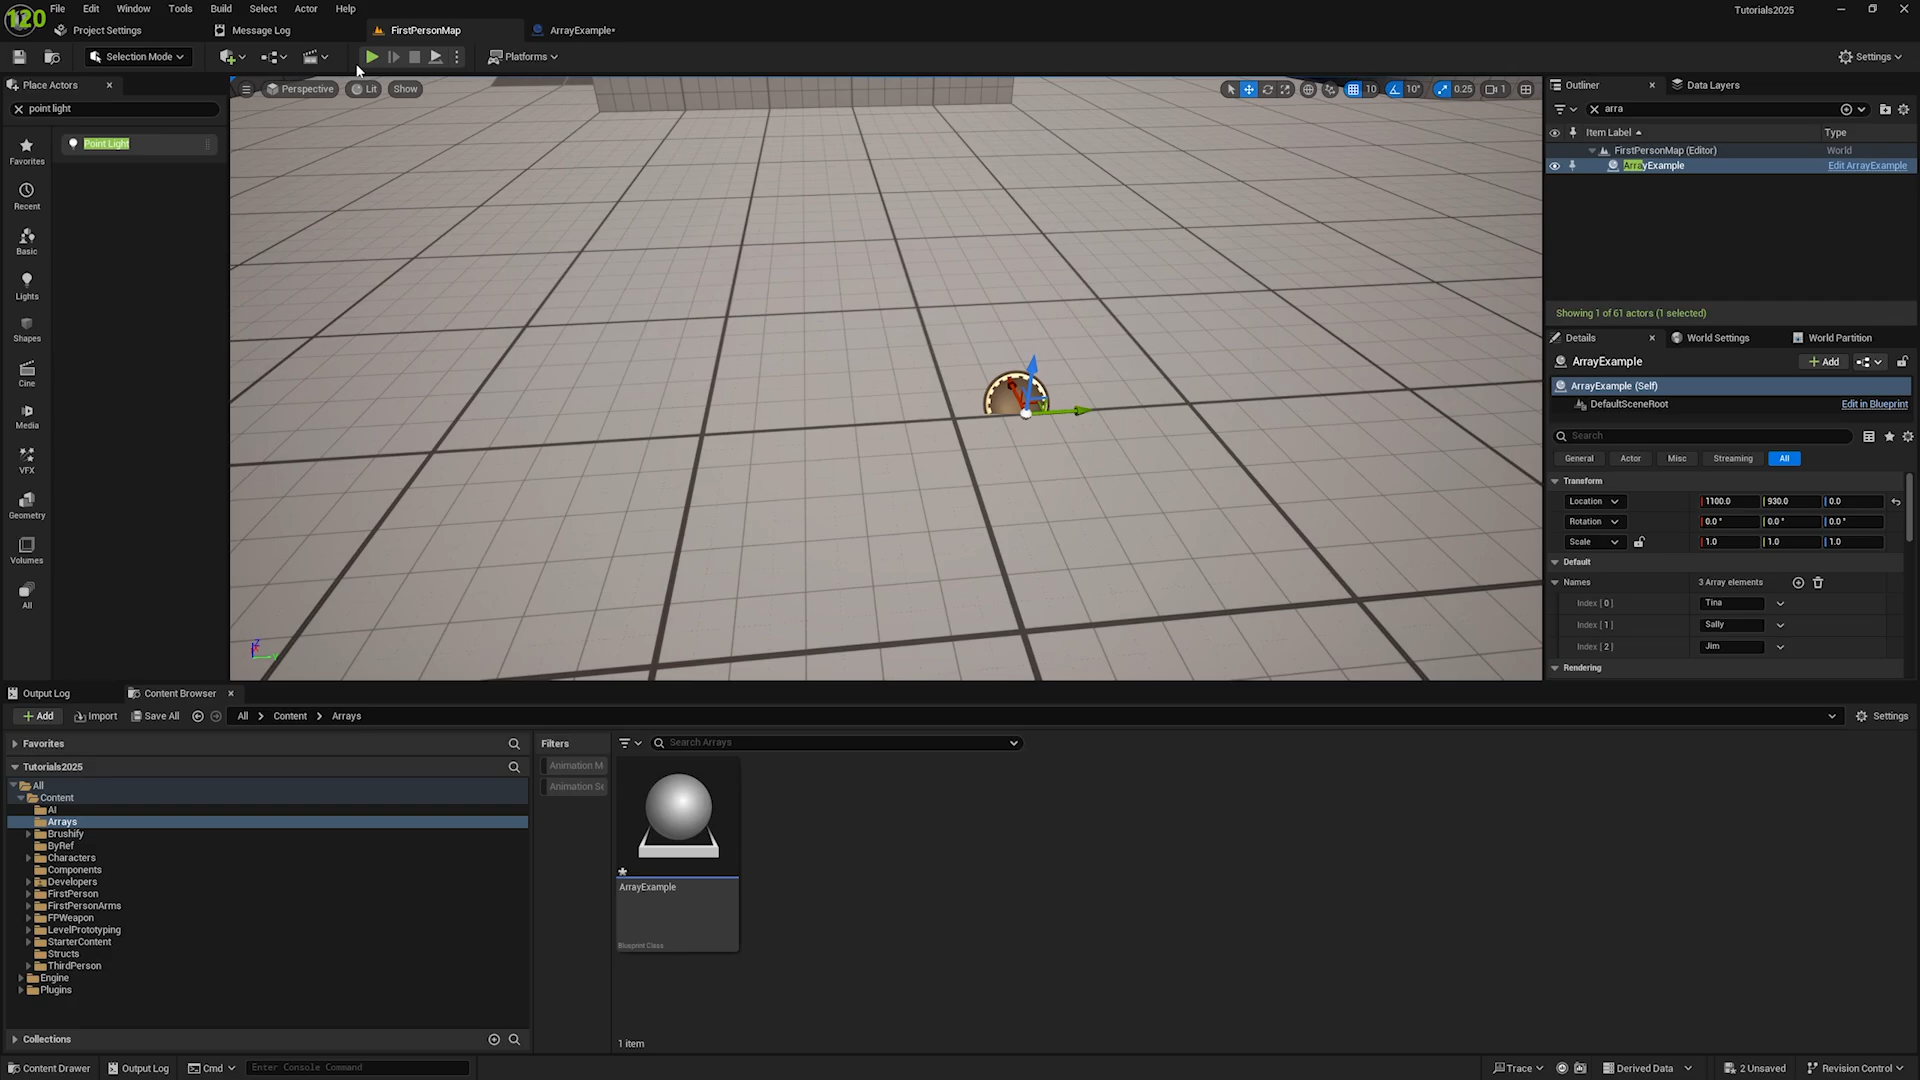 120
File Edit Window Tools Build Select Actor Help
Tutorials2025
Project Settings Message Log FirstPersonMap ArrayExample*
Selection Mode Platforms Settings
Place Actors
point light
Point Light
Favorites
Recent
Basic
Lights
Shapes
Cine
Media
VFX
Geometry
Volumes
All
Perspective Lit Show
10 10° 0.25 1
Outliner Data Layers
arra
Item Label Type
FirstPersonMap (Editor) World
ArrayExample Edit ArrayExample
Showing 1 of 61 actors (1 selected)
Details World Settings World Partition
ArrayExample Add
ArrayExample (Self)
DefaultSceneRoot Edit in Blueprint
Search
General Actor Misc Streaming All
Transform
Location 1100.0 930.0 0.0
Rotation 0.0 ° 0.0 ° 0.0 °
Scale 1.0 1.0 1.0
Default
Names 3 Array elements
Index [ 0 ] Tina
Index [ 1 ] Sally
Index [ 2 ] Jim
Rendering
Output Log Content Browser
Add Import Save All All Content Arrays Settings
Favorites
Tutorials2025
All
Content
AI
Arrays
Brushify
ByRef
Characters
Components
Developers
FirstPerson
FirstPersonArms
FPWeapon
LevelPrototyping
StarterContent
Structs
ThirdPerson
Engine
Plugins
Collections
Filters
Animation M
Animation Se
Search Arrays
ArrayExample
Blueprint Class
1 item
Content Drawer Output Log Cmd Enter Console Command Trace Derived Data 2 Unsaved Revision Control